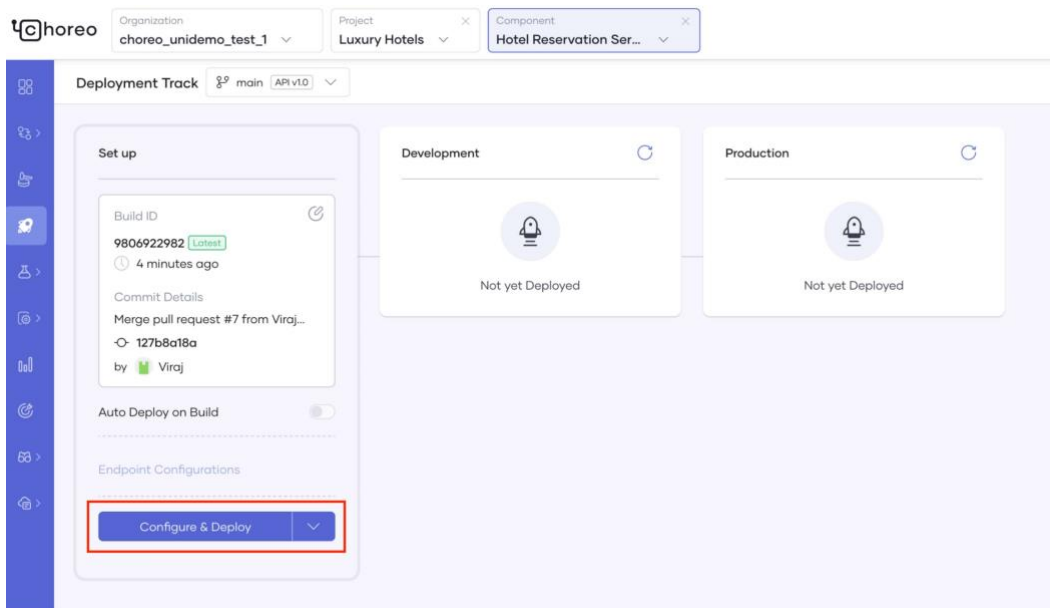 Choreo
Organization
choreo_unidemo_test_1
Project
Luxury Hotels
Component
Hotel Reservation Ser...
Deployment Track
main API v1.0
Set up
Build ID
9806922982 Latest
4 minutes ago
Commit Details
Merge pull request #7 from Viraj...
127b8a18a
by Viraj
Auto Deploy on Build
Endpoint Configurations
Configure & Deploy
Development
Not yet Deployed
Production
Not yet Deployed